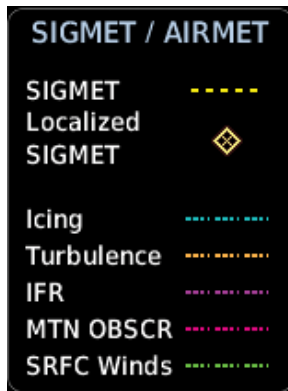 SIGMET / AIRMET
SIGMET
Localized
SIGMET
Icing
Turbulence
IFR
MTN OBSCR
SRFC Winds